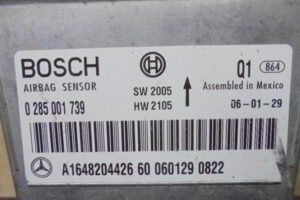 BOSCH
AIRBAG SENSOR
0 285 001 739
SW 2005
HW 2105
Q1 864
Assembled in Mexico
06-01-29
A1648204426 60 060129 0822